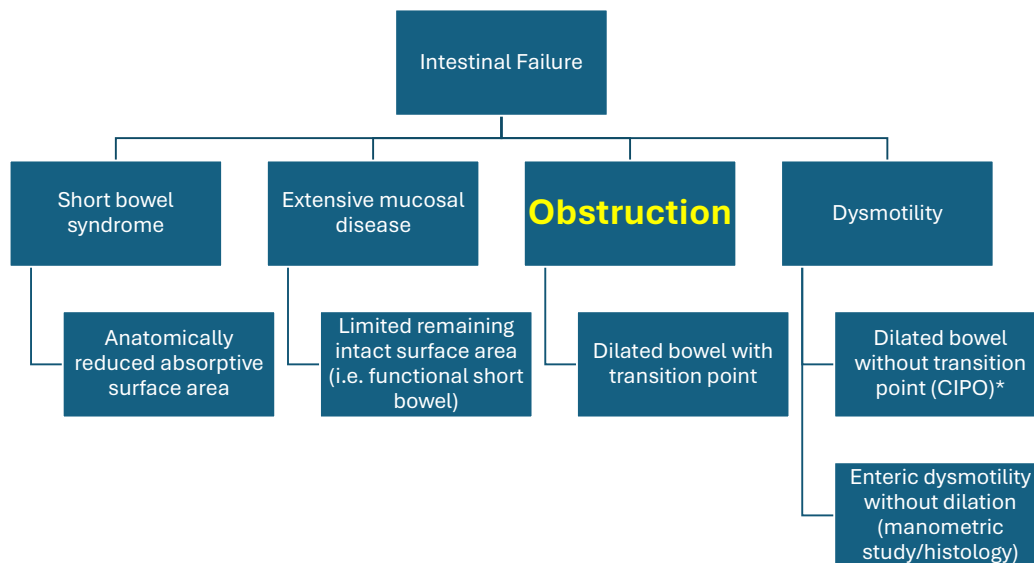 Intestinal Failure
Short bowel
syndrome
Extensive mucosal
disease
Obstruction
Dysmotility
Anatomically
reduced absorptive
surface area
Limited remaining
intact surface area
(i.e. functional short
bowel)
Dilated bowel with
transition point
Dilated bowel
without transition
point (CIPO)*
Enteric dysmotility
without dilation
(manometric
study/histology)